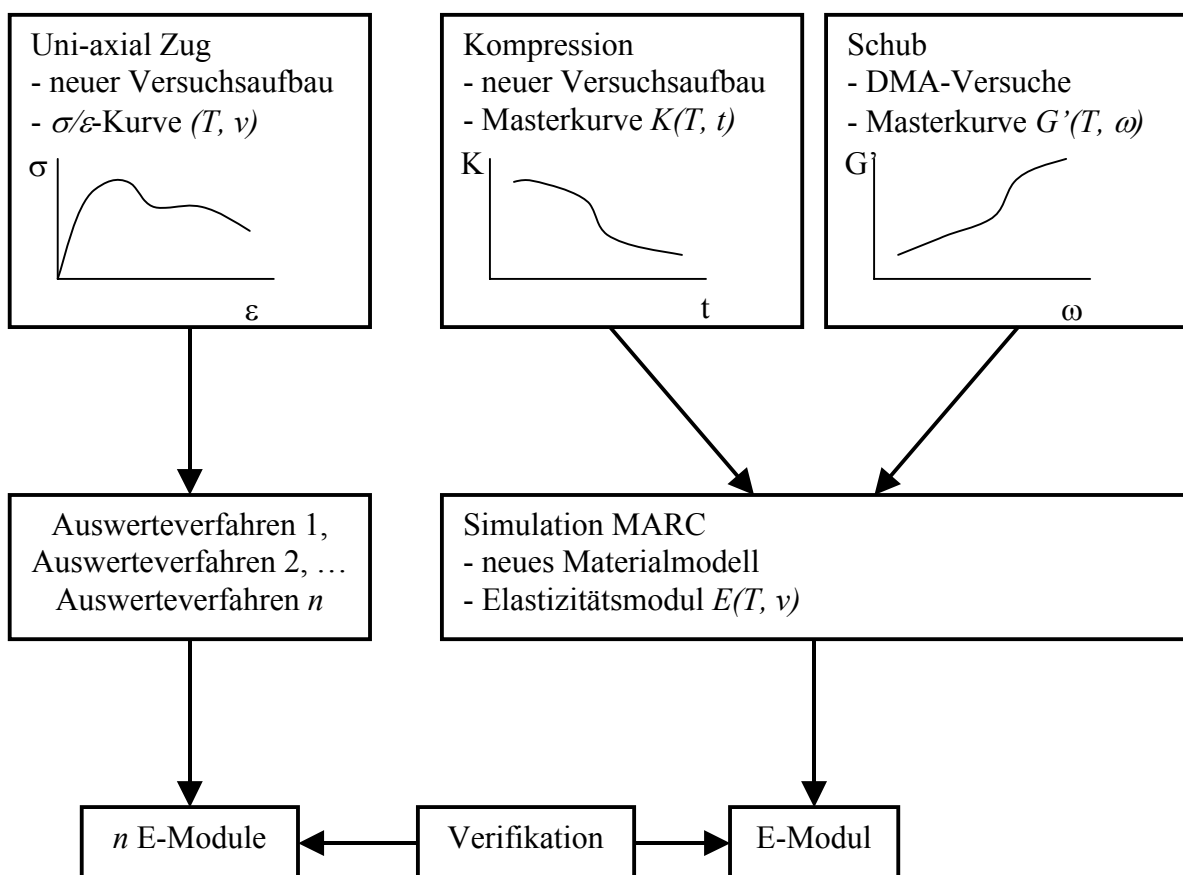 Uni-axial Zug
- neuer Versuchsaufbau
- σ/ε-Kurve (T, v)
σ
ε
Kompression
- neuer Versuchsaufbau
- Masterkurve K(T, t)
K
t
Schub
- DMA-Versuche
- Masterkurve G’(T, ω)
G’
ω
Auswerteverfahren 1,
Auswerteverfahren 2, …
Auswerteverfahren n
Simulation MARC
- neues Materialmodell
- Elastizitätsmodul E(T, v)
n E-Module
Verifikation
E-Modul